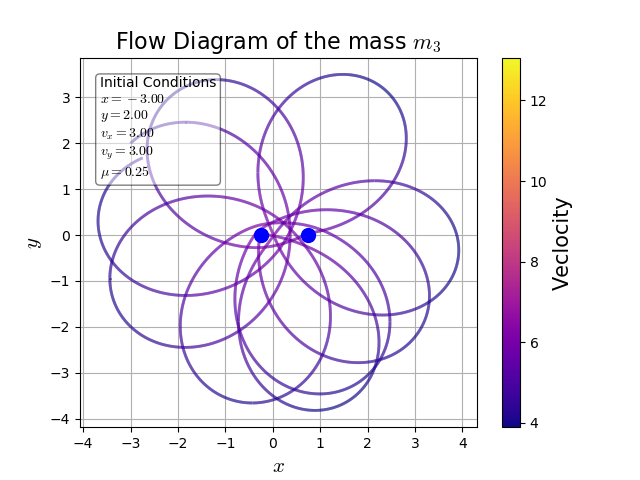 Flow Diagram of the mass m₃
Initial Conditions
x = −3.00
y = 2.00
vₓ = 3.00
v_y = 3.00
μ = 0.25
3
2
1
0
−1
−2
−3
−4
y
−4 −3 −2 −1 0 1 2 3 4
x
12
10
8
6
4
Veclocity